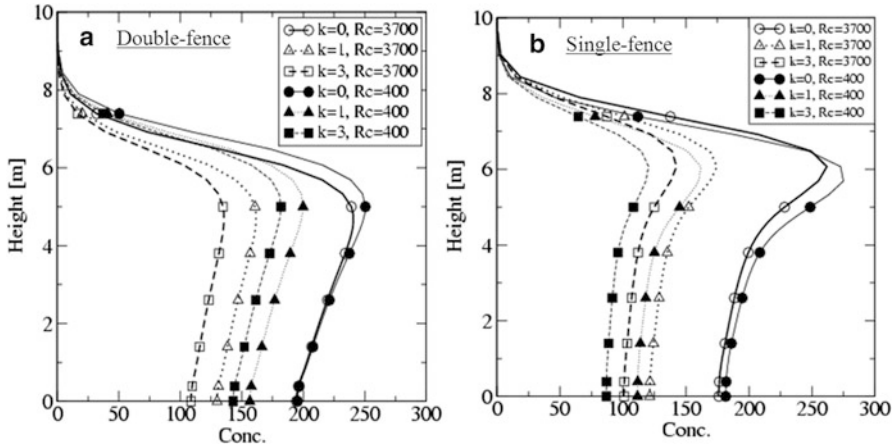 a Double-fence
k=0, Rc=3700
k=1, Rc=3700
k=3, Rc=3700
k=0, Rc=400
k=1, Rc=400
k=3, Rc=400
10
8
6
4
2
0
Height [m]
0 50 100 150 200 250 300
Conc.
b Single-fence
k=0, Rc=3700
k=1, Rc=3700
k=3, Rc=3700
k=0, Rc=400
k=1, Rc=400
k=3, Rc=400
10
8
6
4
2
0
Height [m]
0 50 100 150 200 250 300
Conc.